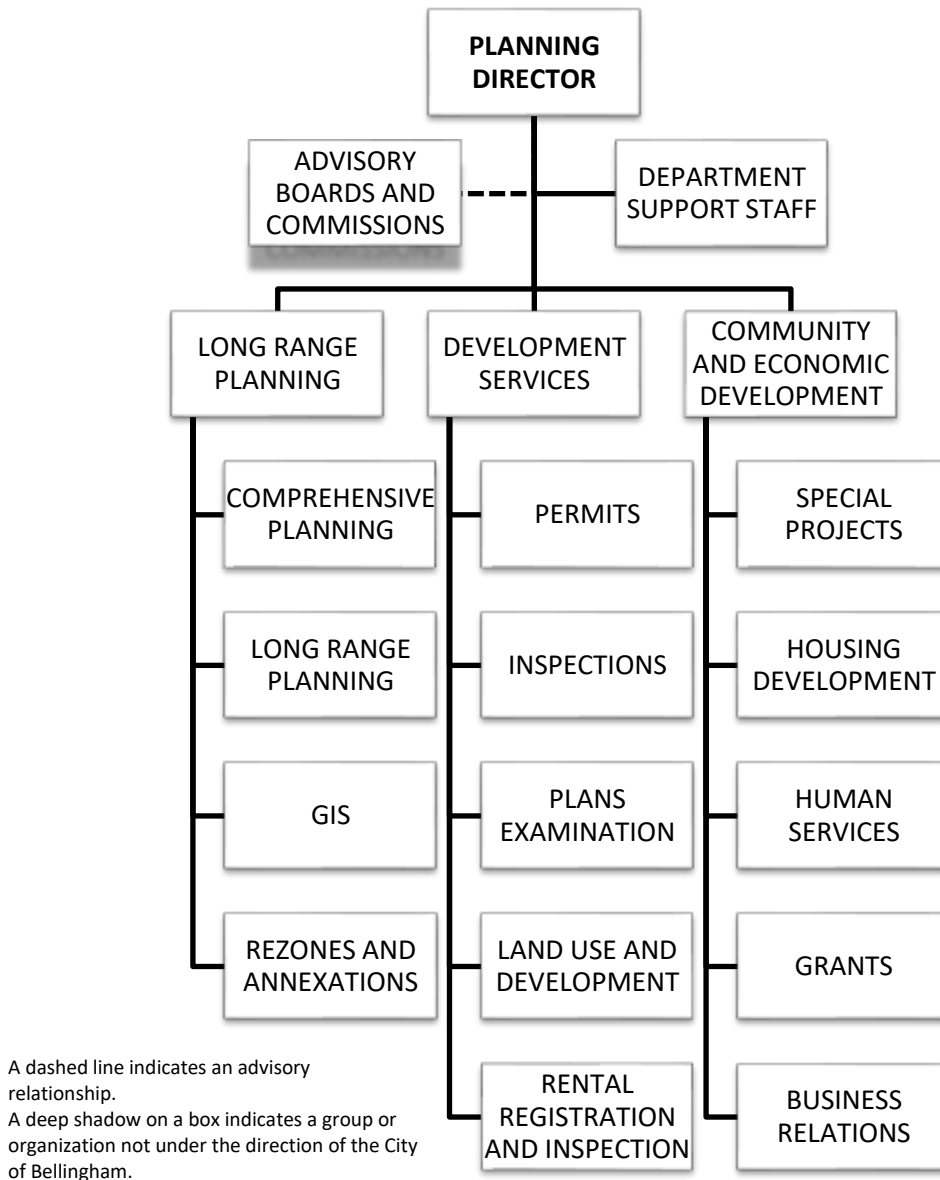 PLANNING
DIRECTOR
ADVISORY
BOARDS AND
COMMISSIONS
DEPARTMENT
SUPPORT STAFF
LONG RANGE
PLANNING
DEVELOPMENT
SERVICES
COMMUNITY
AND ECONOMIC
DEVELOPMENT
COMPREHENSIVE
PLANNING
PERMITS
SPECIAL
PROJECTS
LONG RANGE
PLANNING
INSPECTIONS
HOUSING
DEVELOPMENT
GIS
PLANS
EXAMINATION
HUMAN
SERVICES
REZONES AND
ANNEXATIONS
LAND USE AND
DEVELOPMENT
GRANTS
RENTAL
REGISTRATION
AND INSPECTION
BUSINESS
RELATIONS
A dashed line indicates an advisory
relationship.
A deep shadow on a box indicates a group or
organization not under the direction of the City
of Bellingham.